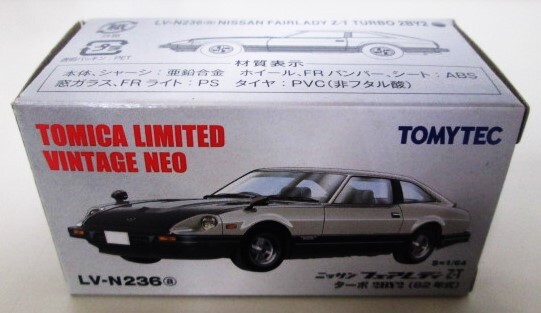 LV-N236-ⓐ NISSAN FAIRLADY Z-T TURBO 2BY2
材質表示
本体、シャーシ：亜鉛合金 ホイール、FRバンパー、シート：ABS
窓ガラス、FRライト：PS タイヤ：PVC(非フタル酸)
TOMICA LIMITED
VINTAGE NEO
TOMYTEC
S=1/64
LV-N236ⓐ
ニッサン フェアレディ Z-T
ターボ 2BY2 (82年式)